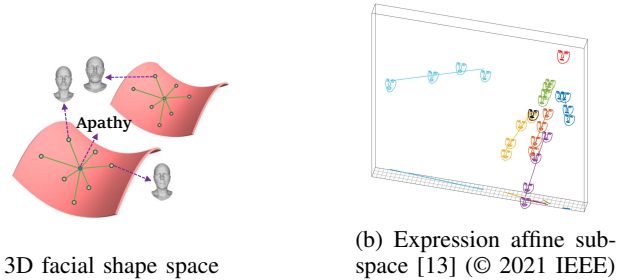 Apathy
3D facial shape space
(b) Expression affine sub-
space [13] (© 2021 IEEE)